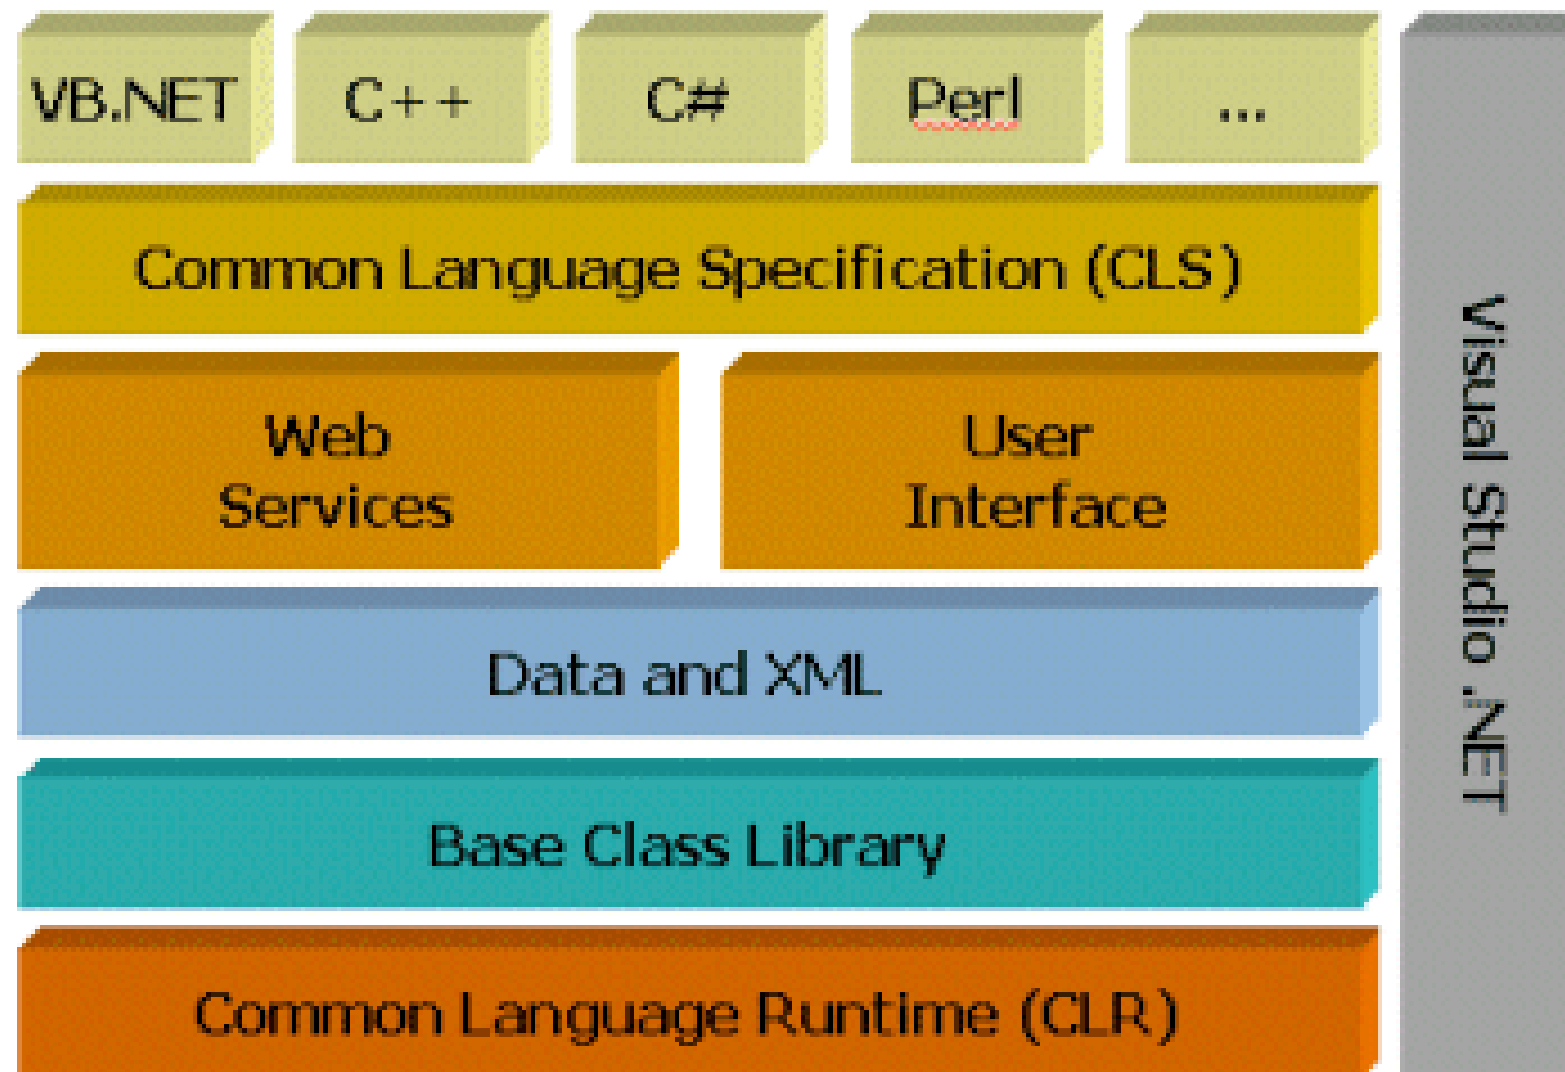 VB.NET
C++
C#
Perl
...
Common Language Specification (CLS)
Web
Services
User
Interface
Data and XML
Base Class Library
Common Language Runtime (CLR)
Visual Studio .NET